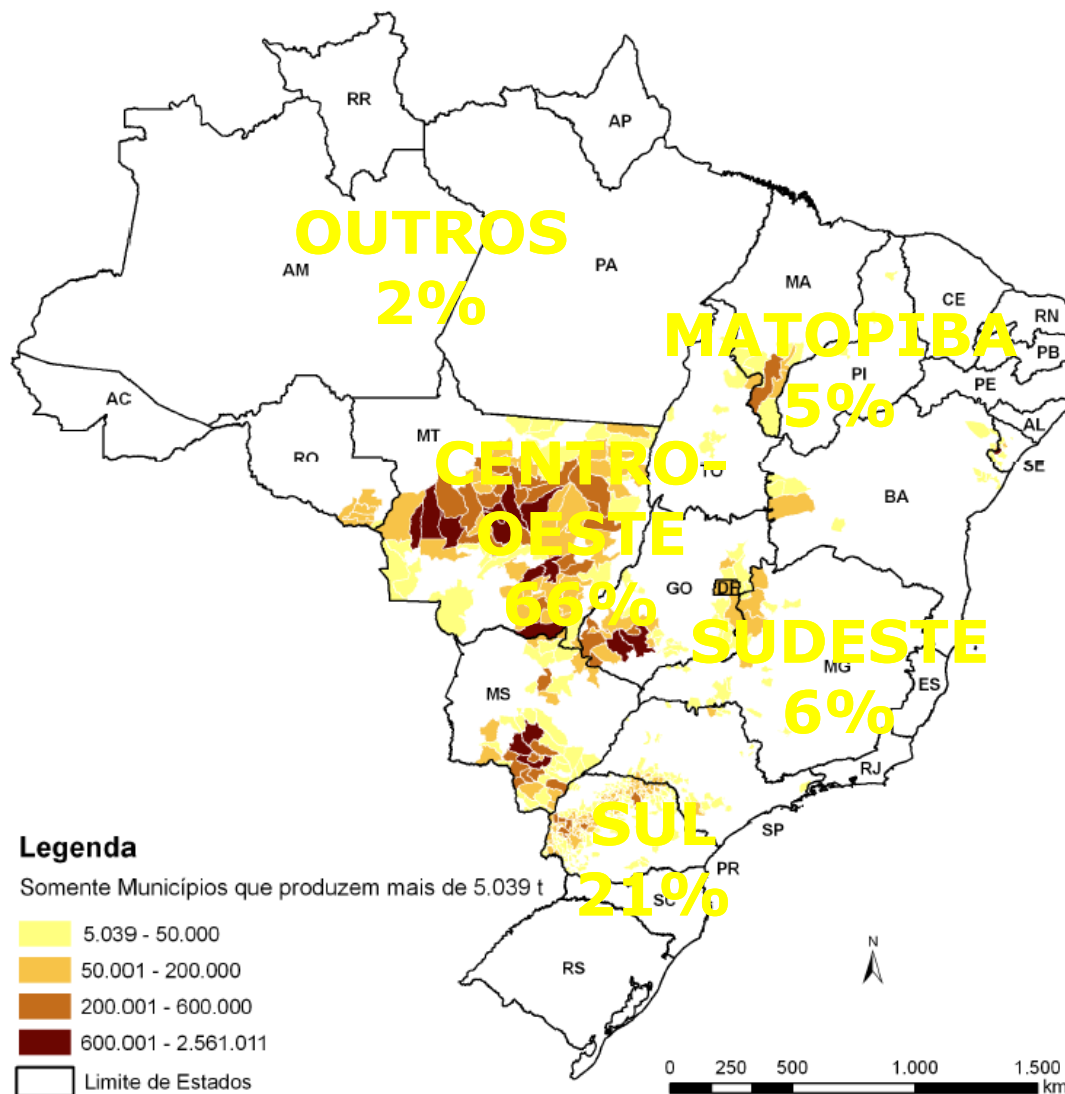 RR
AP
OUTROS
2%
AM
PA
MA
CE
RN
PB
MATOPIBA
5%
PI
PE
AL
SE
AC
RO
MT
TO
BA
CENTRO-
OESTE
66%
GO
DF
SUDESTE
6%
MG
ES
MS
RJ
SP
SUL
21%
PR
SC
RS
N
Legenda
Somente Municípios que produzem mais de 5.039 t
5.039 - 50.000
50.001 - 200.000
200.001 - 600.000
600.001 - 2.561.011
Limite de Estados
0 250 500 1.000 1.500
km